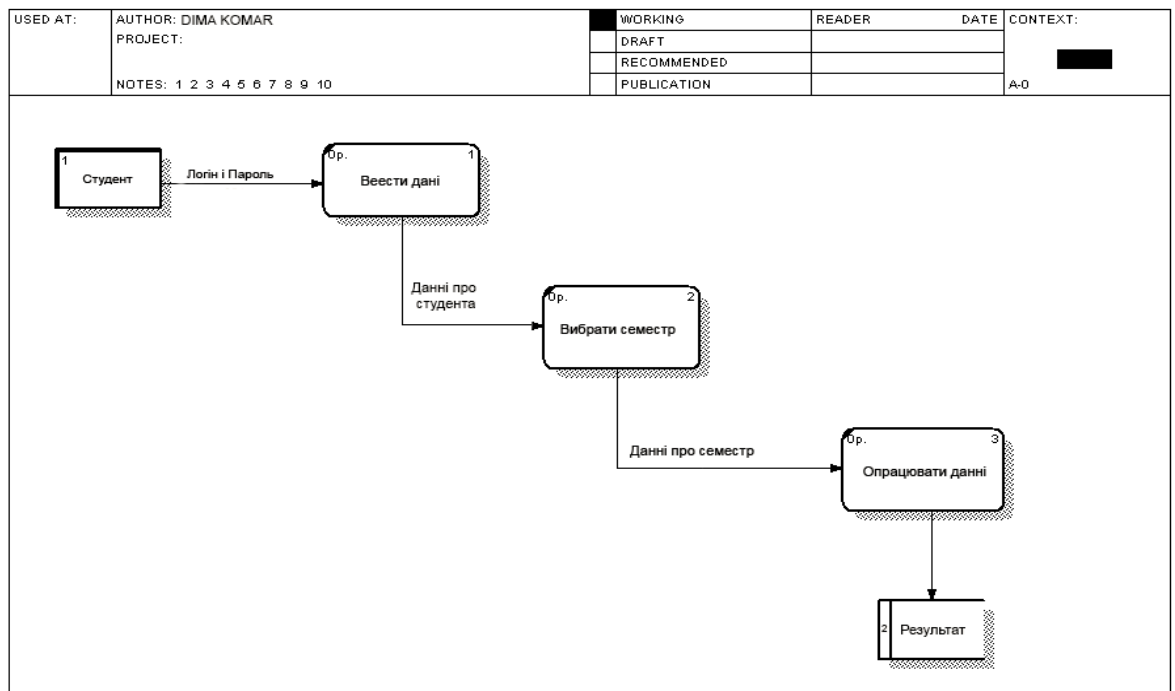 USED AT:
AUTHOR: DIMA KOMAR
PROJECT:
NOTES: 1 2 3 4 5 6 7 8 9 10
WORKING
DRAFT
RECOMMENDED
PUBLICATION
READER DATE
CONTEXT:
A-0
1
Студент
Логін і Пароль
0р.
1
Веести дані
Данні про
студента
0р.
2
Вибрати семестр
Данні про семестр
0р.
3
Опрацювати данні
2
Результат